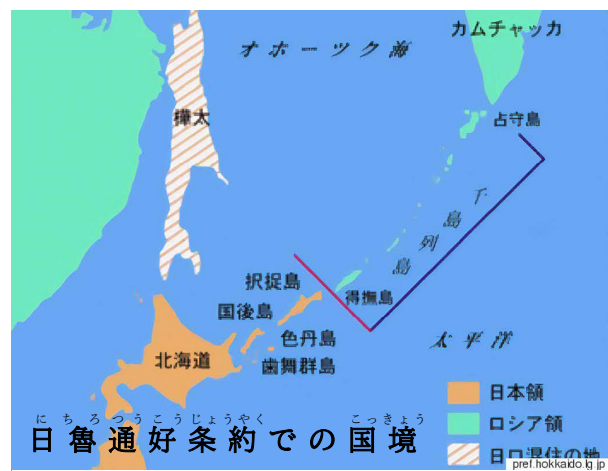 カムチャッカ
オホーツク海
樺太
占守島
千島列島
択捉島
得撫島
国後島
太平洋
色丹島
北海道
歯舞群島
日本領
ロシア領
日ロ混住の地
にちろつうこうじょうやく こっきょう
日魯通好条約での国境
pref.hokkaido.lg.jp